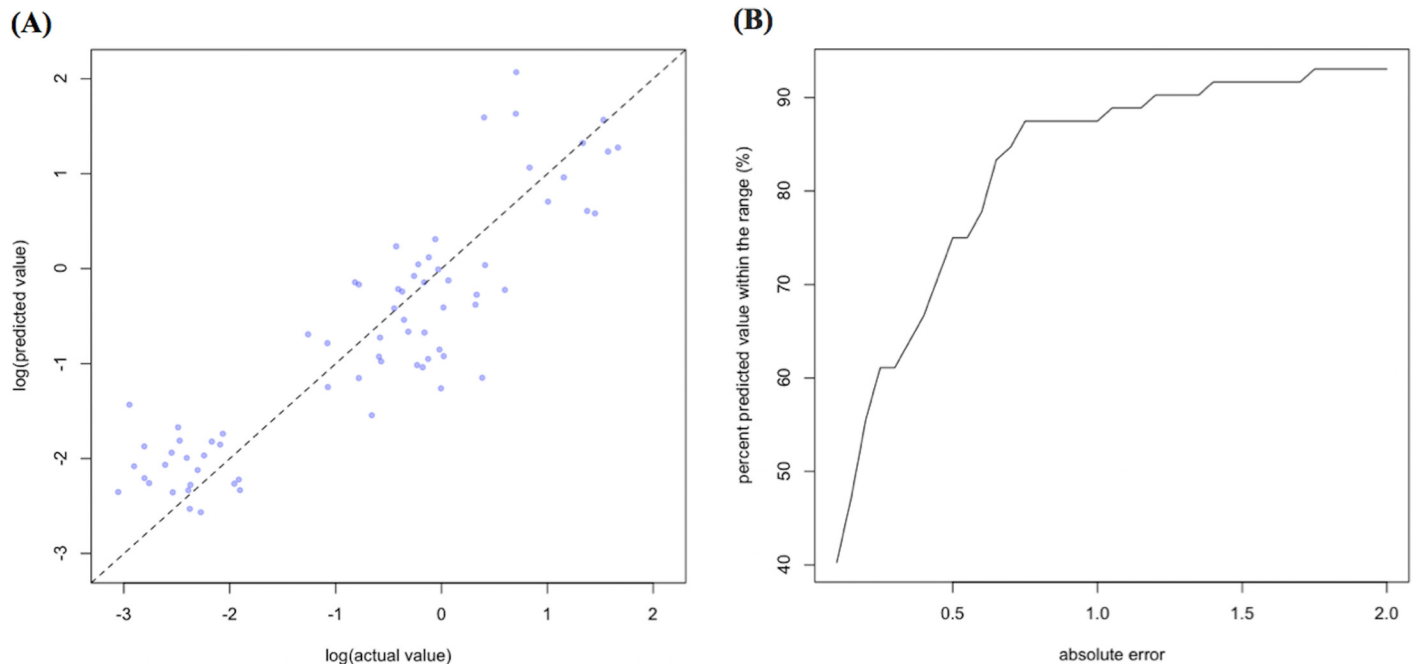 (A)
2
1
0
-1
-2
-3
log(predicted value)
-3 -2 -1 0 1 2
log(actual value)
(B)
90
80
70
60
50
40
percent predicted value within the range (%)
0.5 1.0 1.5 2.0
absolute error